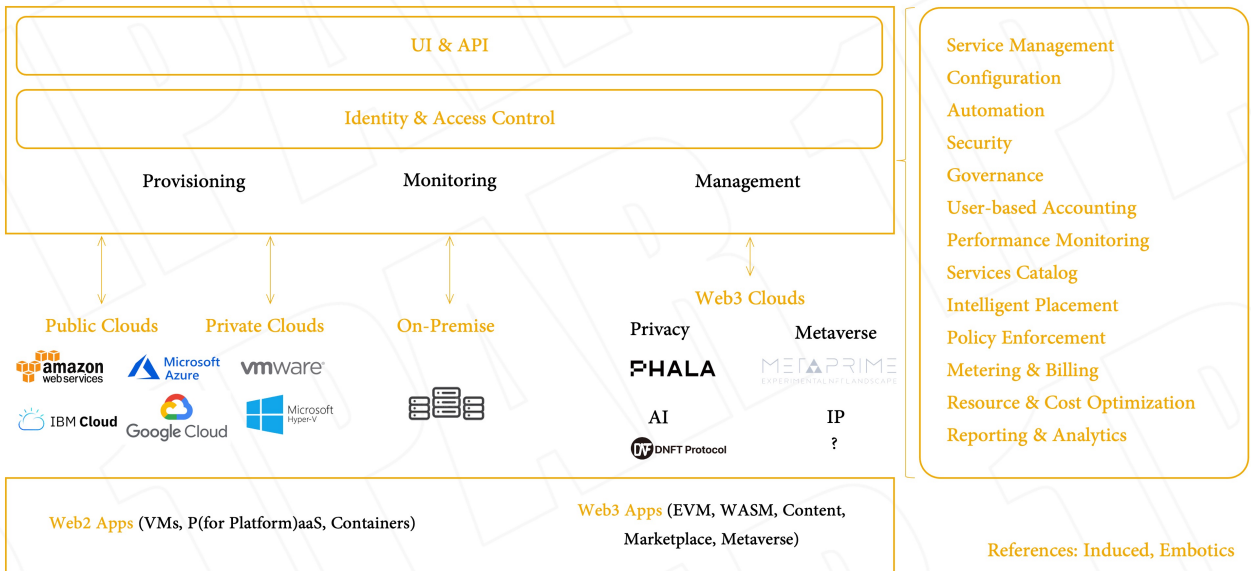 UI & API
Identity & Access Control
Provisioning
Monitoring
Management
Public Clouds
Private Clouds
On-Premise
Web3 Clouds
Privacy
Metaverse
amazon
web services
Microsoft
Azure
vmware®
PHALA
METAPRIME
EXPERIMENTAL NFT LANDSCAPE
IBM Cloud
Google Cloud
Microsoft
Hyper-V
AI
IP
DNFT Protocol
?
Web2 Apps (VMs, P(for Platform)aaS, Containers)
Web3 Apps (EVM, WASM, Content,
Marketplace, Metaverse)
Service Management
Configuration
Automation
Security
Governance
User-based Accounting
Performance Monitoring
Services Catalog
Intelligent Placement
Policy Enforcement
Metering & Billing
Resource & Cost Optimization
Reporting & Analytics
References: Induced, Embotics